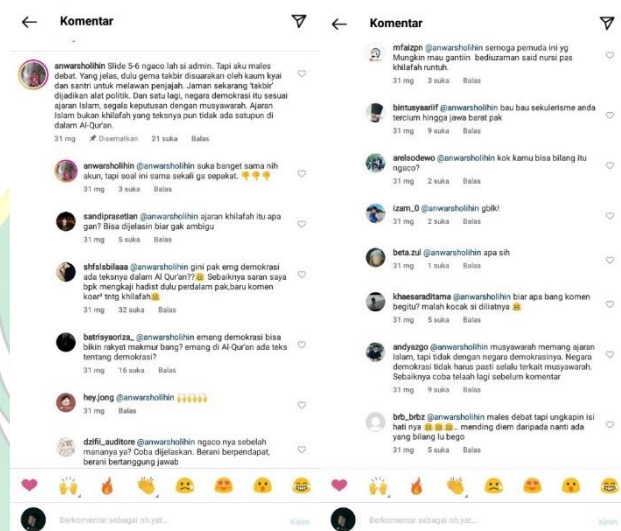 Komentar
anwarsholihin Slide 5-6 ngaco lah si admin. Tapi aku males
debat. Yang jelas, dulu gema takbir disuarakan oleh kaum kyai
dan santri untuk melawan penjajah. Jaman sekarang 'takbir'
dijadikan alat politik. Dan satu lagi, negara demokrasi itu sesuai
ajaran Islam, segala keputusan dengan musyawarah. Ajaran
Islam bukan khilafah yang teksnya pun tidak ada satupun di
dalam Al-Qur'an.
31 mg Disematkan 21 suka Balas
anwarsholihin @anwarsholihin suka banget sama nih
akun, tapi soal ini sama sekali ga sepakat. 👎👎👎
31 mg 3 suka Balas
sandiprasetian @anwarsholihin ajaran khilafah itu apa
gan? Bisa dijelasin biar gak ambigu
31 mg 5 suka Balas
shfslsbilaaa @anwarsholihin gini pak emg demokrasi
ada teksnya dalam Al Qur'an?? Sebaiknya saran saya
bpk mengkaji hadist dulu perdalam pak,baru komen
koar² tntg khilafah
31 mg 32 suka Balas
batrisyaoriza_ @anwarsholihin emang demokrasi bisa
bikin rakyat makmur bang? emang di Al-Qur'an ada teks
tentang demokrasi?
31 mg 16 suka Balas
hey.jong @anwarsholihin
31 mg Balas
dzifii_auditore @anwarsholihin ngaco nya sebelah
mananya ya? Coba dijelaskan. Berani berpendapat,
berani bertanggung jawab
Berkomentar sebagai nh.yat... Kirim
Komentar
mfaizpn @anwarsholihin semoga pemuda ini yg
Mungkin mau gantiin bediuzaman said nursi pas
khilafah runtuh.
31 mg 3 suka Balas
bintusyaariif @anwarsholihin bau bau sekulerisme anda
tercium hingga jawa barat pak
31 mg 9 suka Balas
arelsodewo @anwarsholihin kok kamu bisa bilang itu
ngaco?
31 mg 2 suka Balas
izam_0 @anwarsholihin gblk!
31 mg 2 suka Balas
beta.zul @anwarsholihin apa sih
31 mg 1 suka Balas
khaesaraditama @anwarsholihin biar apa bang komen
begitu? malah kocak si diliatnya
31 mg 5 suka Balas
andyazgo @anwarsholihin musyawarah memang ajaran
Islam, tapi tidak dengan negara demokrasinya. Negara
demokrasi tidak harus pasti selalu terkait musyawarah.
Sebaiknya coba telaah lagi sebelum komentar
31 mg 9 suka Balas
brb_brbz @anwarsholihin males debat tapi ungkapin isi
hati nya ... mending diem daripada nanti ada
yang bilang lu bego
31 mg 5 suka Balas
Berkomentar sebagai nh.yat... Kirim